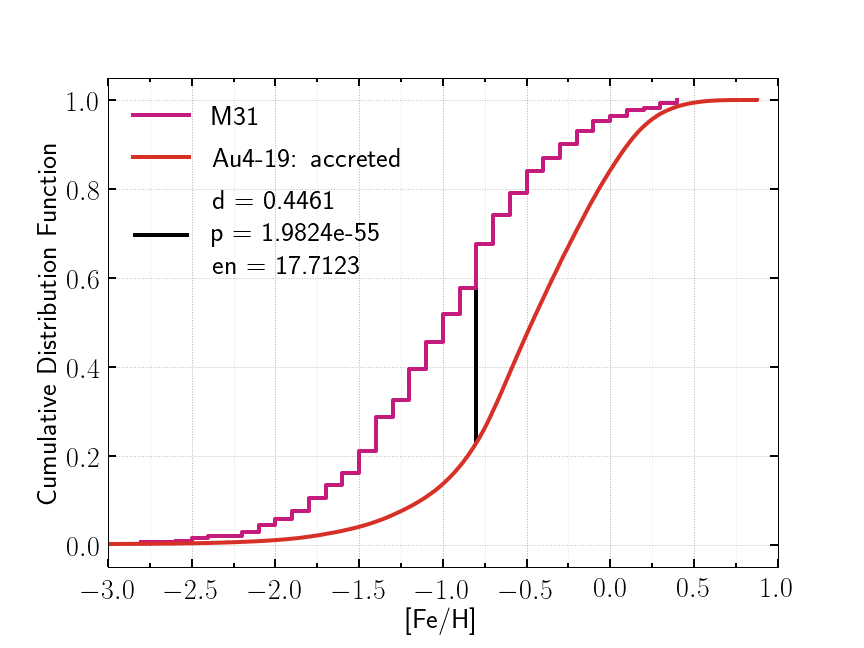 M31
Au4-19: accreted
d = 0.4461
p = 1.9824e-55
en = 17.7123
Cumulative Distribution Function
1.0
0.8
0.6
0.4
0.2
0.0
−3.0 −2.5 −2.0 −1.5 −1.0 −0.5 0.0 0.5 1.0
[Fe/H]